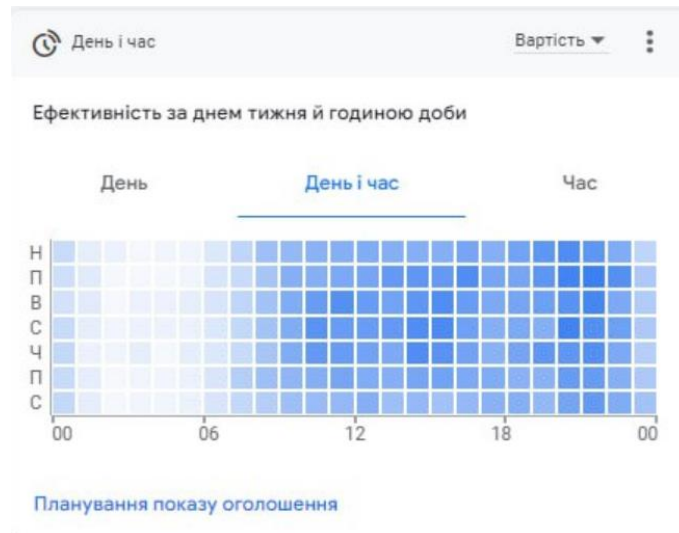 День і час
Вартість
Ефективність за днем тижня й годиною доби
День
День і час
Час
Н
П
В
С
Ч
П
С
00 06 12 18 00
Планування показу оголошення